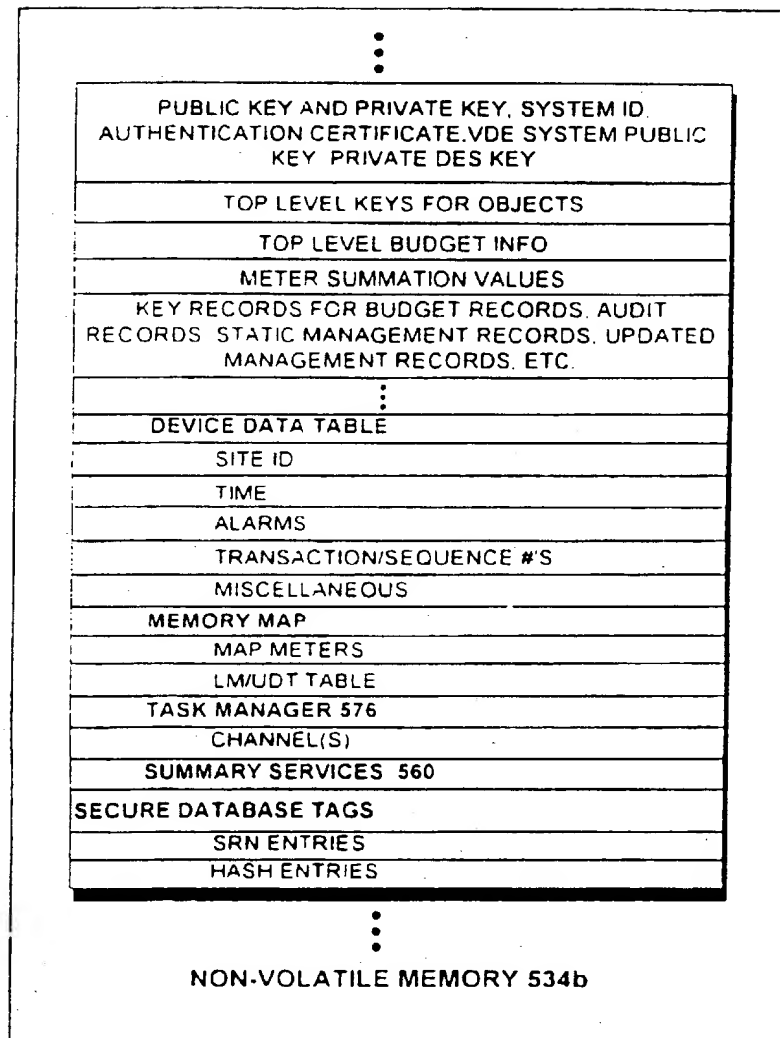 PUBLIC KEY AND PRIVATE KEY, SYSTEM ID
AUTHENTICATION CERTIFICATE.VDE SYSTEM PUBLIC
KEY PRIVATE DES KEY
TOP LEVEL KEYS FOR OBJECTS
TOP LEVEL BUDGET INFO
METER SUMMATION VALUES
KEY RECORDS FOR BUDGET RECORDS, AUDIT
RECORDS STATIC MANAGEMENT RECORDS, UPDATED
MANAGEMENT RECORDS, ETC.
DEVICE DATA TABLE
SITE ID
TIME
ALARMS
TRANSACTION/SEQUENCE #'S
MISCELLANEOUS
MEMORY MAP
MAP METERS
LM/UDT TABLE
TASK MANAGER 576
CHANNEL(S)
SUMMARY SERVICES 560
SECURE DATABASE TAGS
SRN ENTRIES
HASH ENTRIES
NON-VOLATILE MEMORY 534b